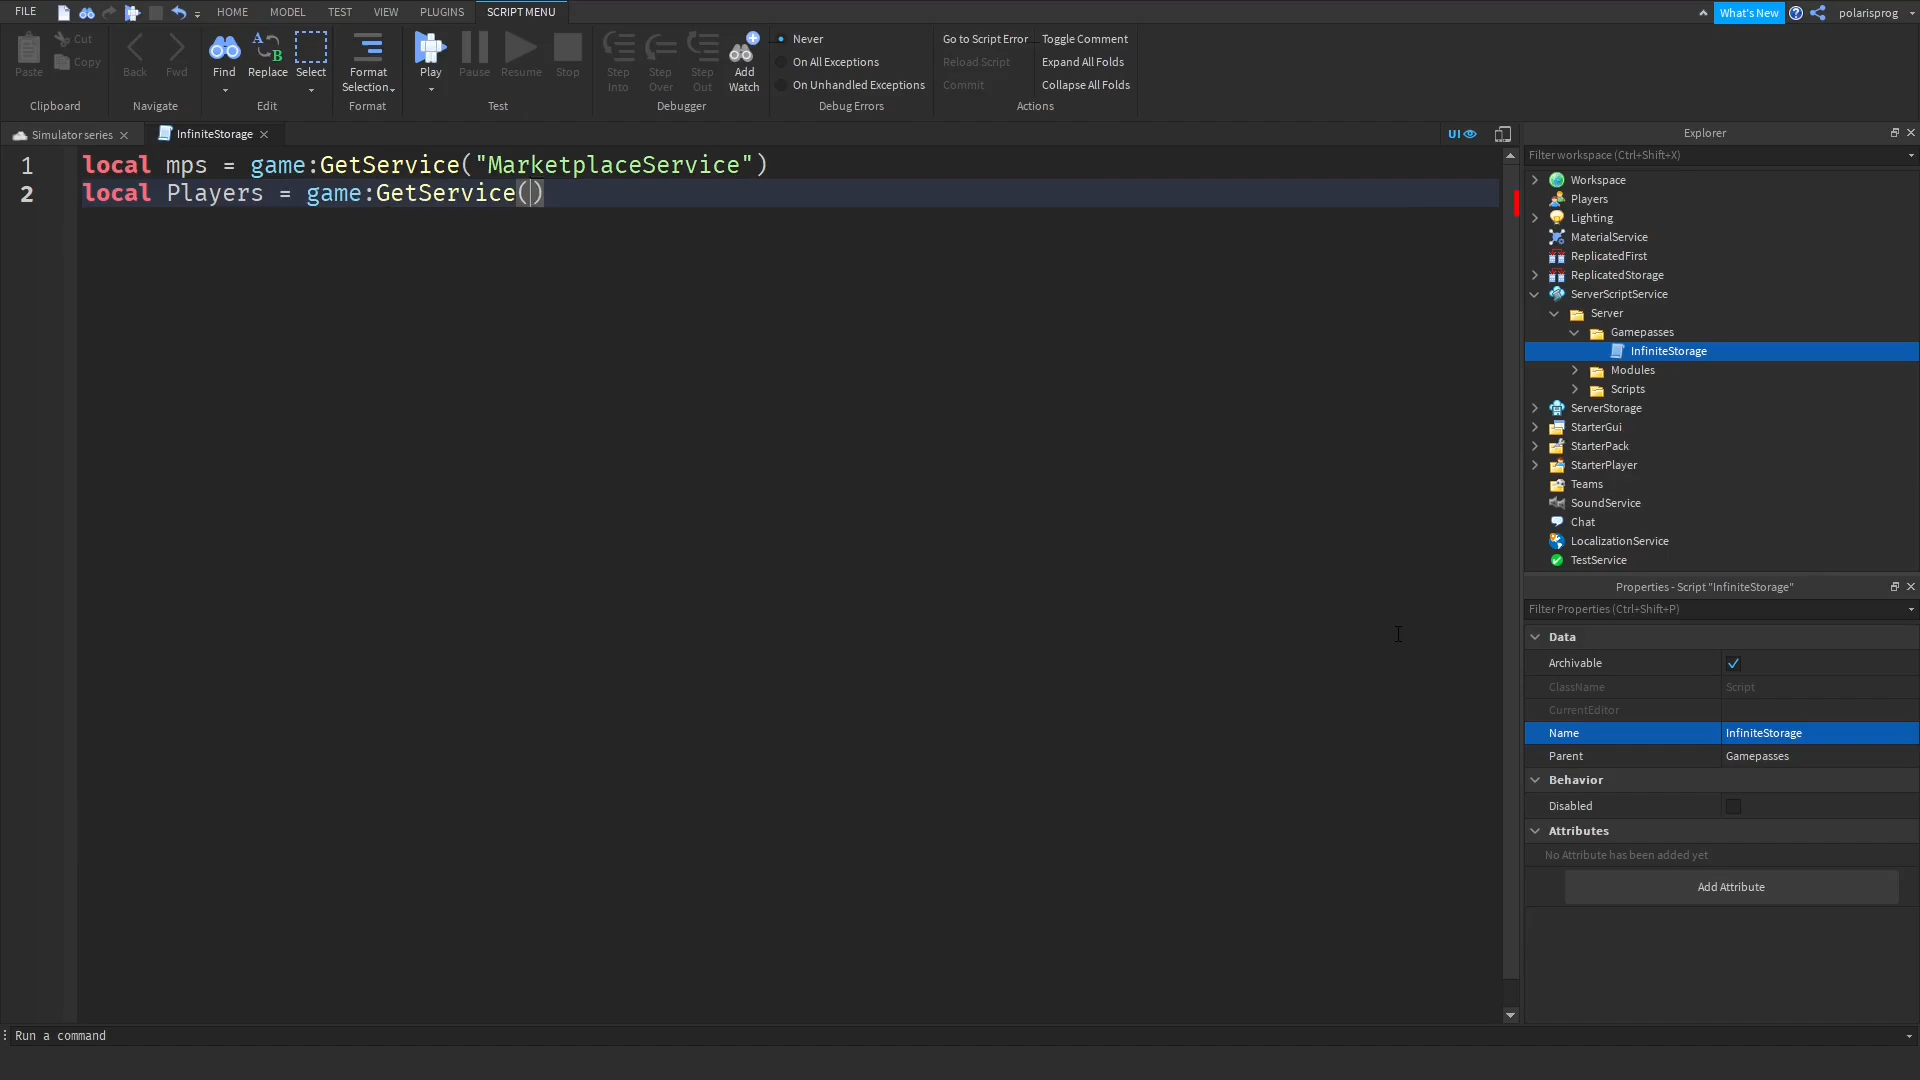 FILE HOME MODEL TEST VIEW PLUGINS SCRIPT MENU What's New polarisprog
Paste Cut Copy Back Fwd Find Replace Select Format Selection Play Pause Resume Stop Step Into Step Over Step Out Add Watch
Never Go to Script Error Toggle Comment
On All Exceptions Reload Script Expand All Folds
On Unhandled Exceptions Commit Collapse All Folds
Clipboard Navigate Edit Format Test Debugger Debug Errors Actions
Simulator series InfiniteStorage UI
1 local mps = game:GetService("MarketplaceService")
2 local Players = game:GetService()
Explorer
Filter workspace (Ctrl+Shift+X)
Workspace
Players
Lighting
MaterialService
ReplicatedFirst
ReplicatedStorage
ServerScriptService
Server
Gamepasses
InfiniteStorage
Modules
Scripts
ServerStorage
StarterGui
StarterPack
StarterPlayer
Teams
SoundService
Chat
LocalizationService
TestService
Properties - Script "InfiniteStorage"
Filter Properties (Ctrl+Shift+P)
Data
Archivable
ClassName Script
CurrentEditor
Name InfiniteStorage
Parent Gamepasses
Behavior
Disabled
Attributes
No Attribute has been added yet
Add Attribute
Run a command